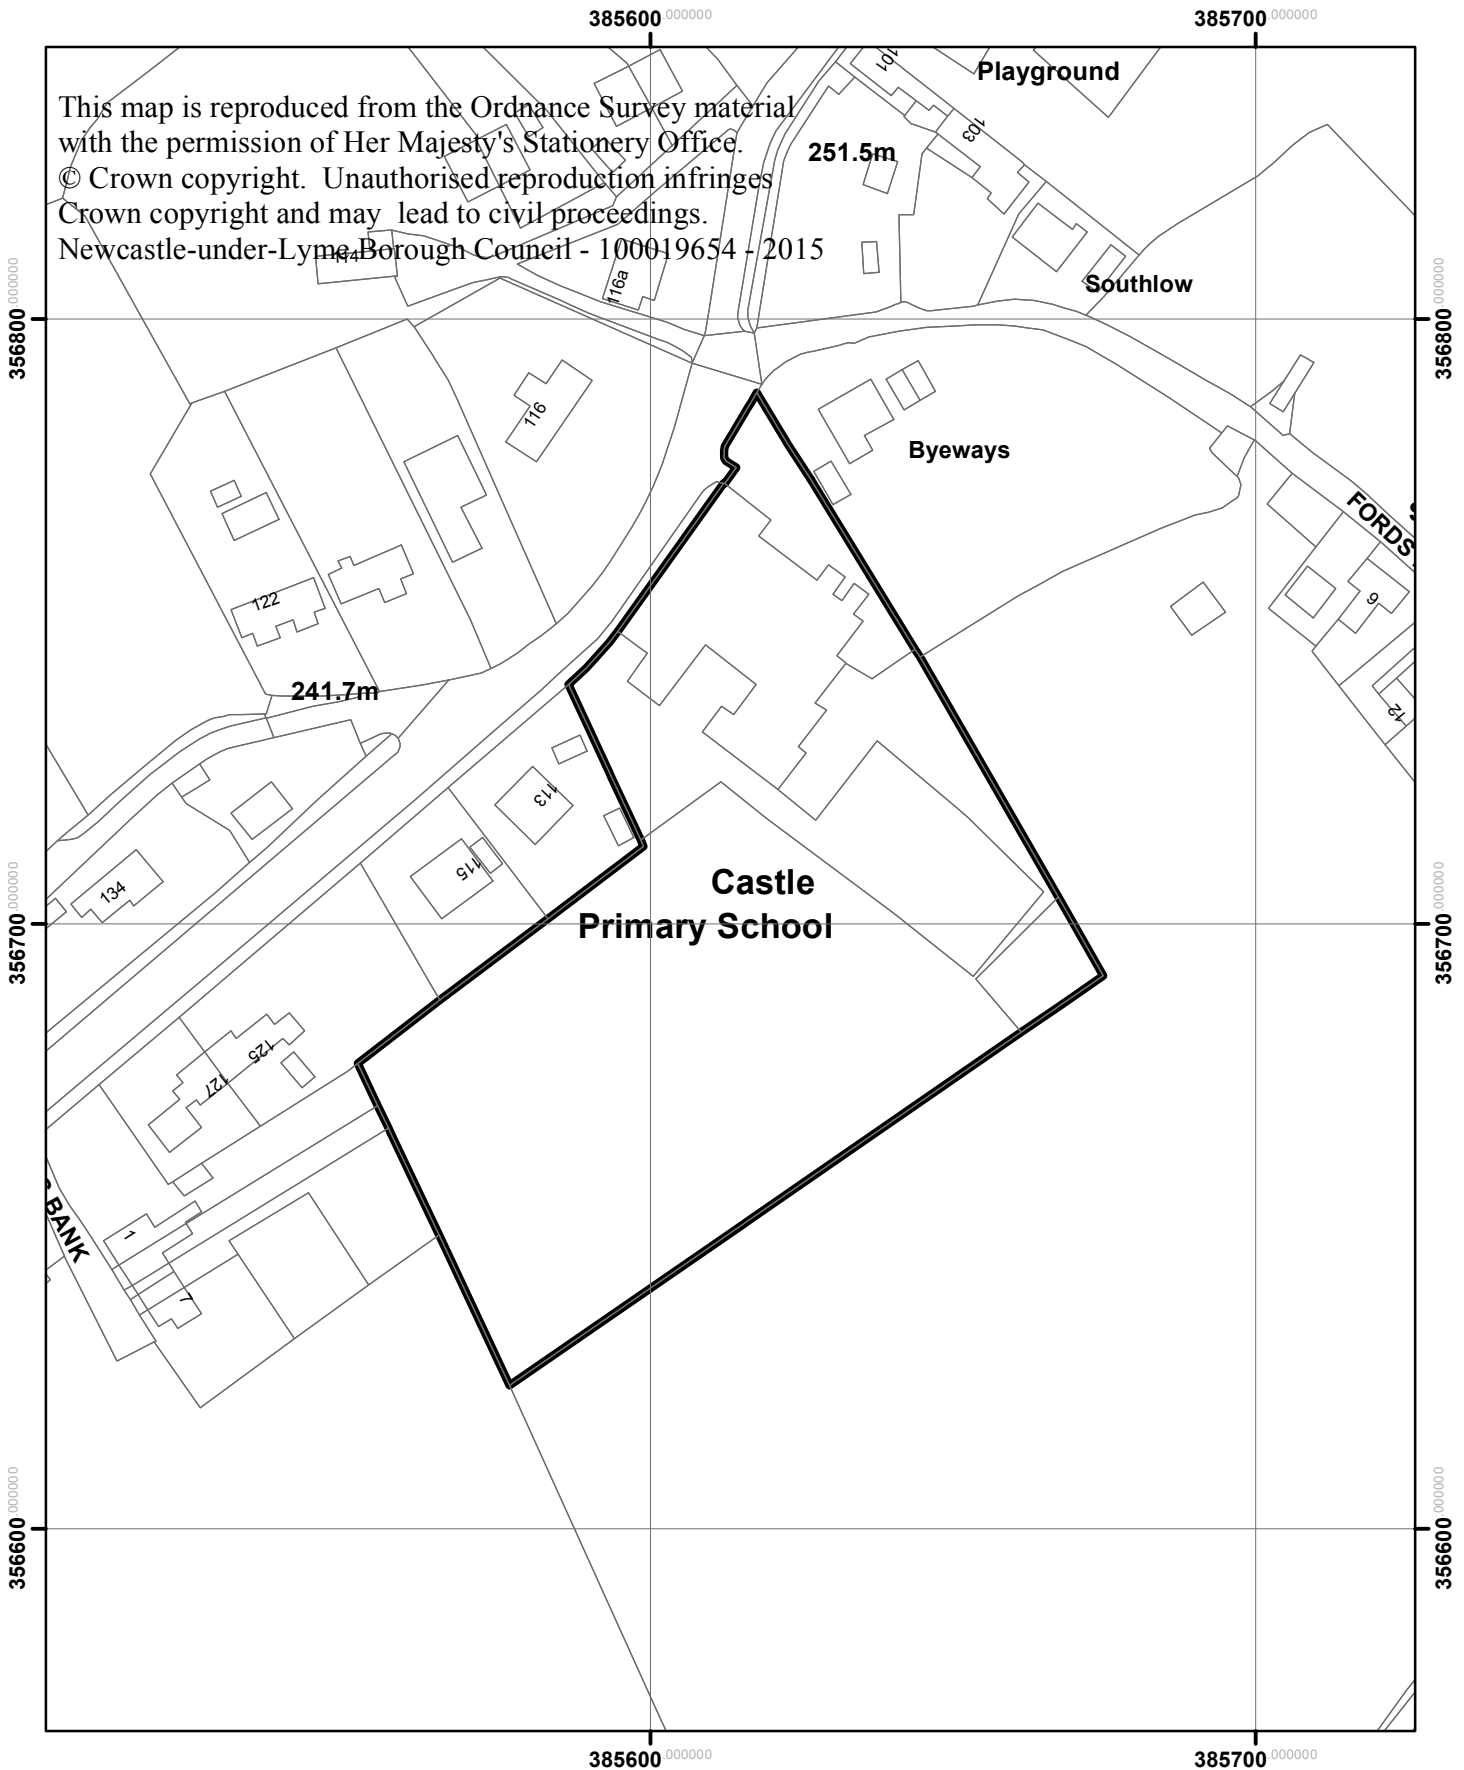 385600.000000 385700.000000
Playground
101
This map is reproduced from the Ordnance Survey material
with the permission of Her Majesty's Stationery Office.
© Crown copyright.  Unauthorised reproduction infringes
Crown copyright and may  lead to civil proceedings.
Newcastle-under-Lyme Borough Council - 100019654 - 2015
103
251.5m
116a
Southlow
356800.000000 356800.000000
116
Byeways
FORDS
122
9
241.7m
12
113
115
134
Castle
Primary School
356700.000000 356700.000000
125
127
BANK
1
7
356600.000000 356600.000000
385600.000000 385700.000000